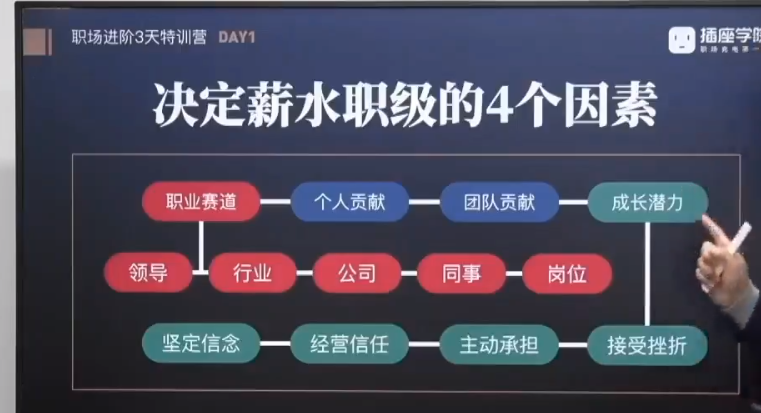 职场进阶3天特训营 DAY1
插座学院
决定薪水职级的4个因素
职业赛道 个人贡献 团队贡献 成长潜力
领导 行业 公司 同事 岗位
坚定信念 经营信任 主动承担 接受挫折